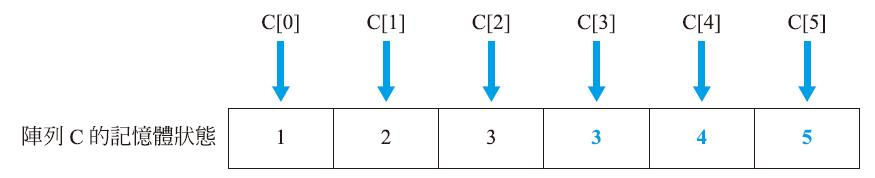 C[0] C[1] C[2] C[3] C[4] C[5]
陣列 C 的記憶體狀態 1 2 3 3 4 5